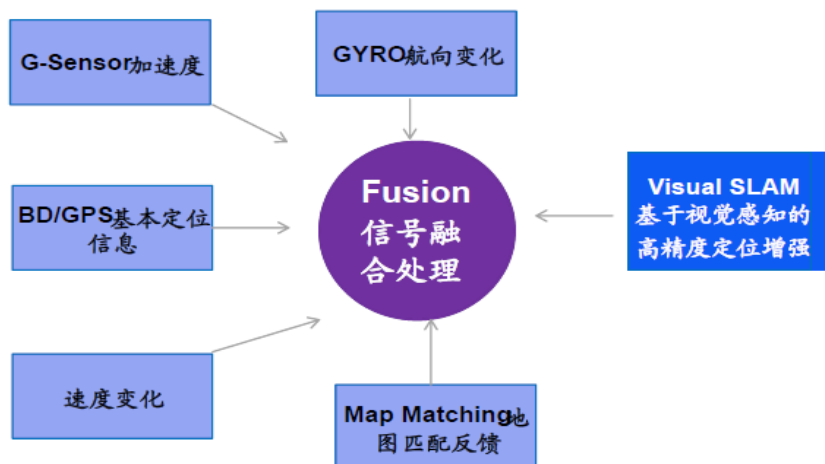 G-Sensor加速度
GYRO航向变化
BD/GPS基本定位
信息
Fusion
信号融
合处理
Visual SLAM
基于视觉感知的
高精度定位增强
速度变化
Map Matching地
图匹配反馈